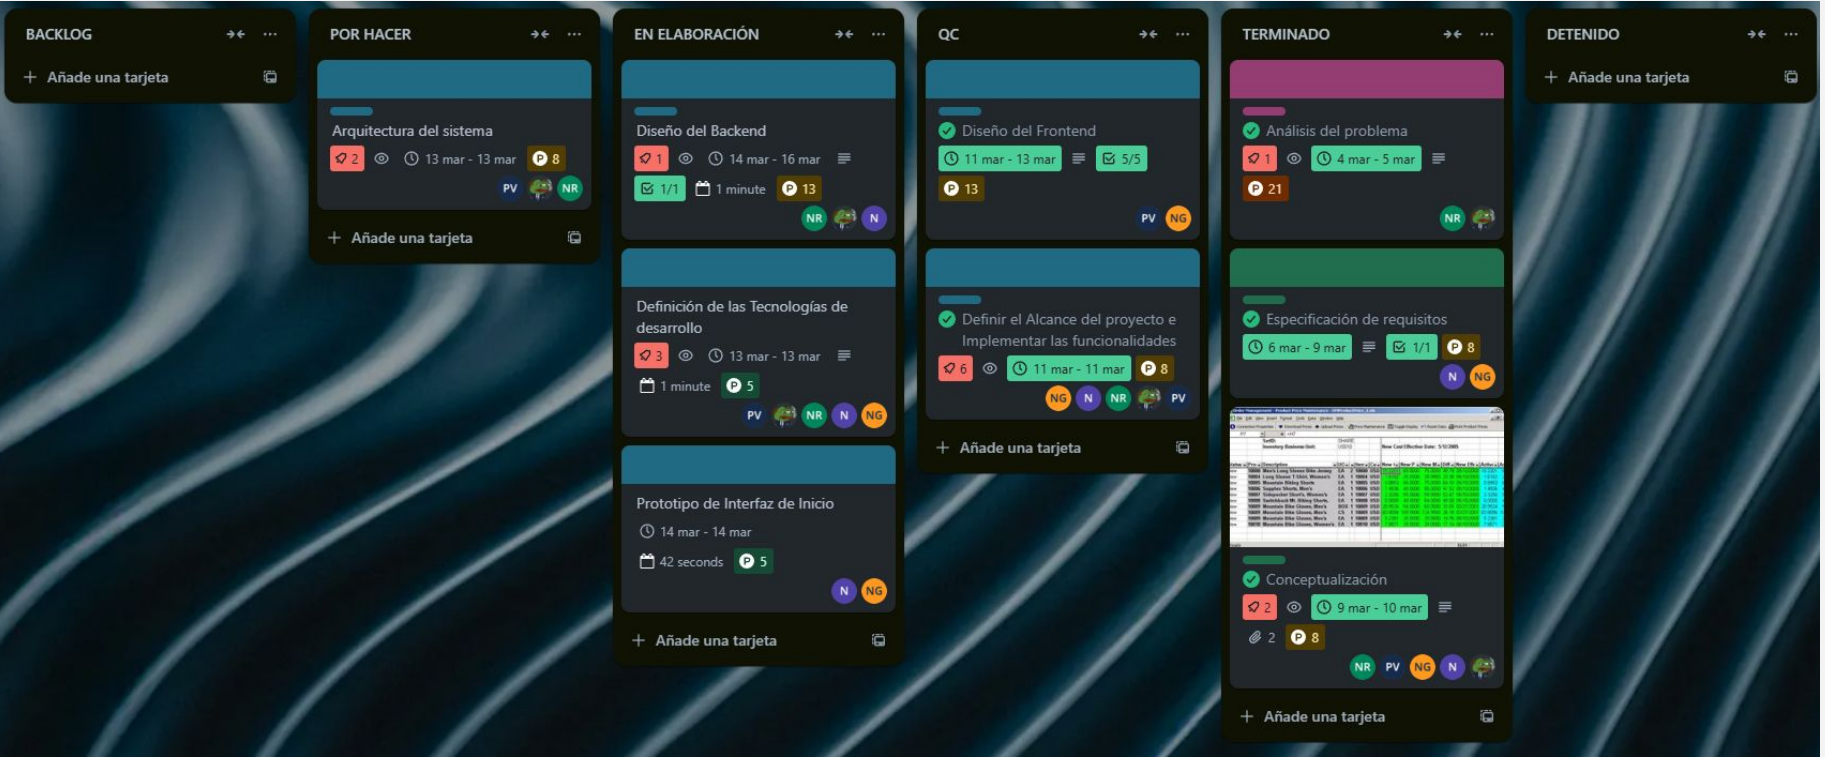 BACKLOG
Añade una tarjeta
POR HACER
Arquitectura del sistema
2 13 mar - 13 mar P 8
PV NR
Añade una tarjeta
EN ELABORACIÓN
Diseño del Backend
1 14 mar - 16 mar
1/1 1 minute P 13
NR N
Definición de las Tecnologías de
desarrollo
3 13 mar - 13 mar
1 minute P 5
PV NR N NG
Prototipo de Interfaz de Inicio
14 mar - 14 mar
42 seconds P 5
N NG
Añade una tarjeta
QC
Diseño del Frontend
11 mar - 13 mar 5/5
P 13
PV NG
Definir el Alcance del proyecto e
Implementar las funcionalidades
6 11 mar - 11 mar P 8
NG N NR PV
Añade una tarjeta
TERMINADO
Análisis del problema
1 4 mar - 5 mar
P 21
NR
Especificación de requisitos
6 mar - 9 mar 1/1 P 8
N NG
Conceptualización
2 9 mar - 10 mar
2 P 8
NR PV NG N
Añade una tarjeta
DETENIDO
Añade una tarjeta